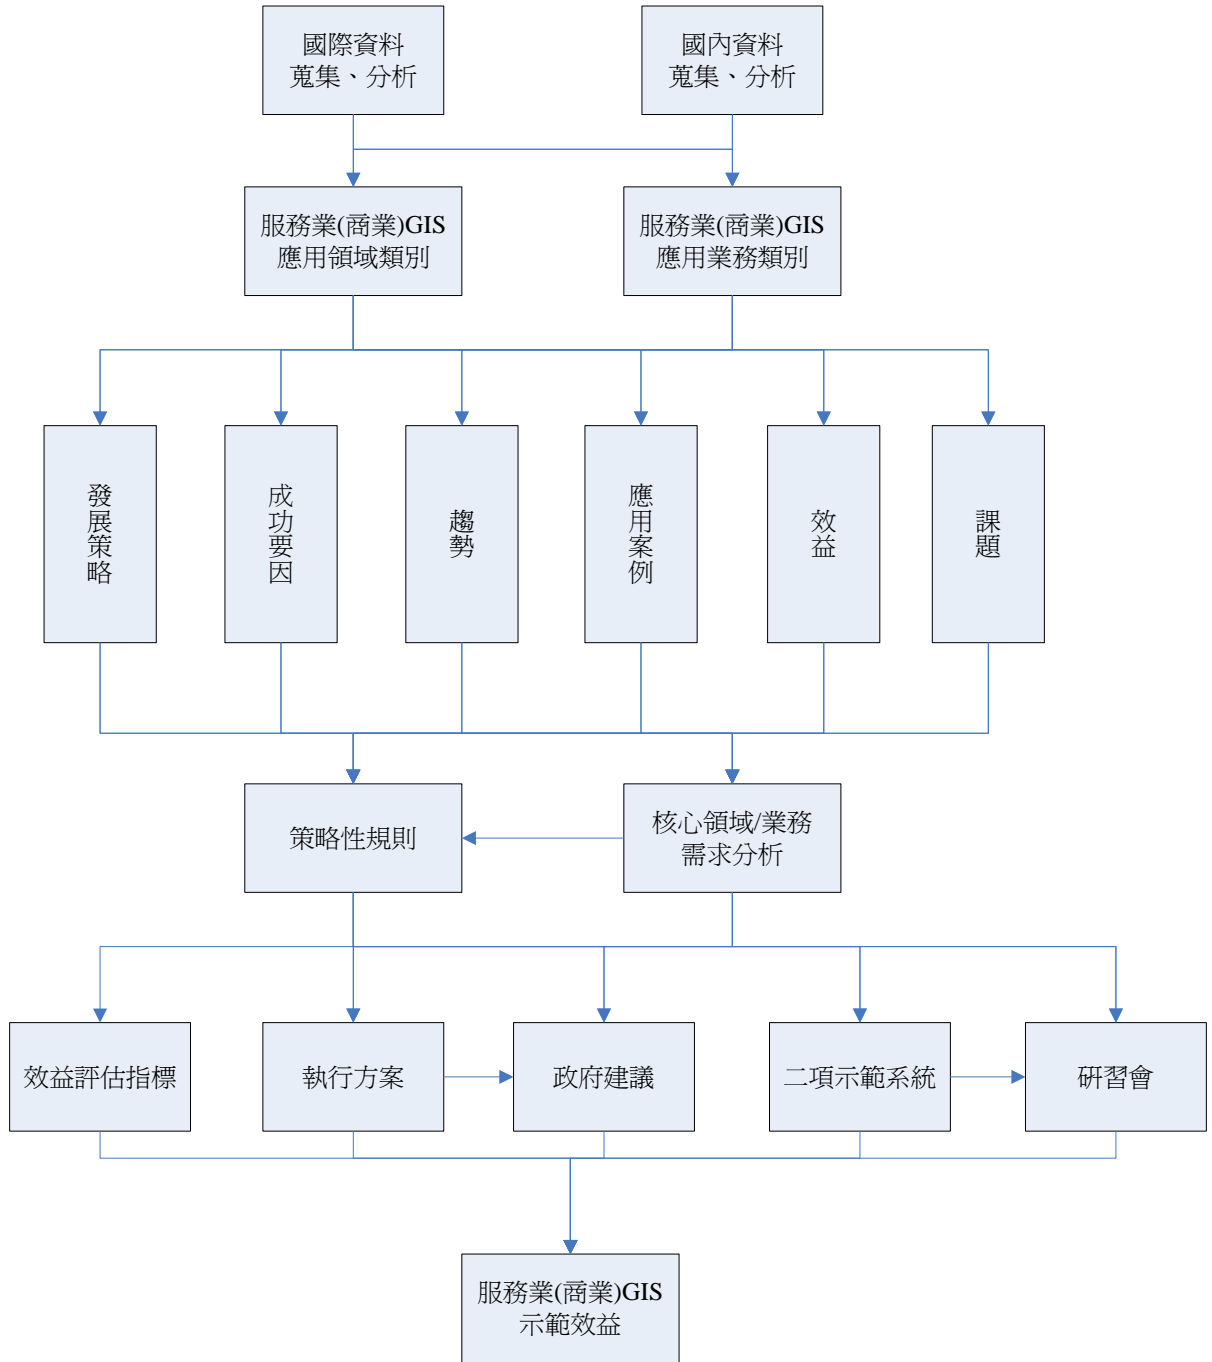 國際資料
蒐集、分析
國內資料
蒐集、分析
服務業(商業)GIS
應用領域類別
服務業(商業)GIS
應用業務類別
發展策略
成功要因
趨勢
應用案例
效益
課題
策略性規則
核心領域/業務
需求分析
效益評估指標
執行方案
政府建議
二項示範系統
研習會
服務業(商業)GIS
示範效益